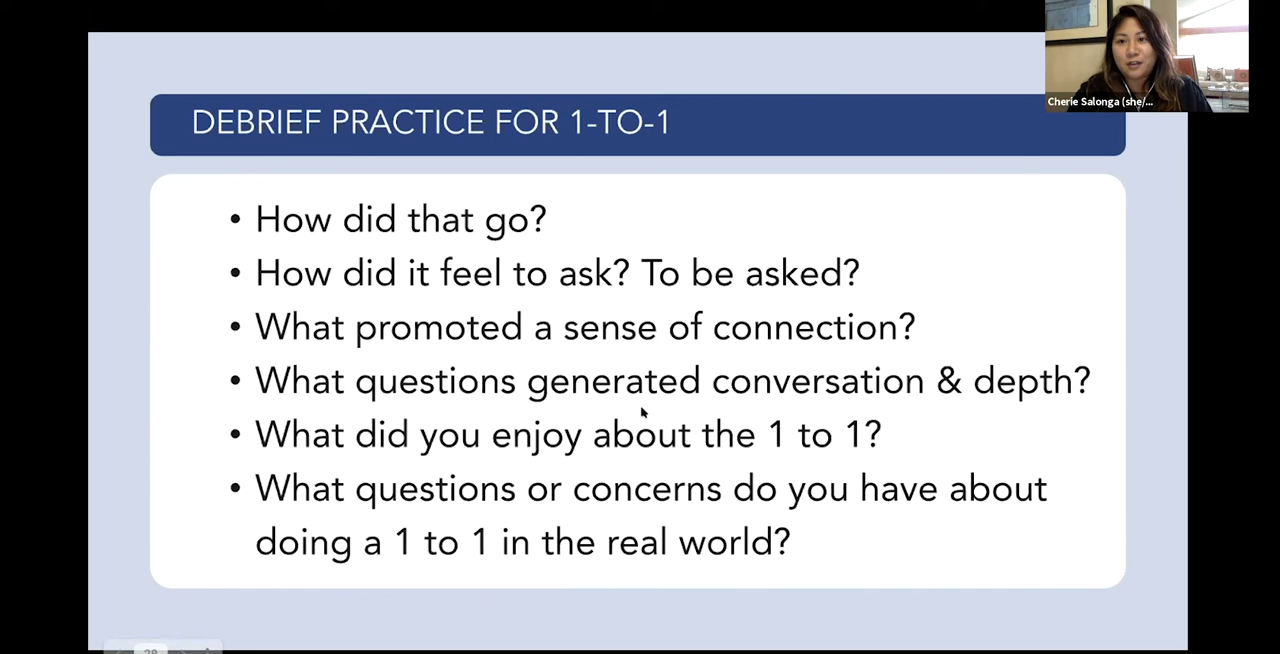 DEBRIEF PRACTICE FOR 1-TO-1
Cherie Salonga (she/...
• How did that go?
• How did it feel to ask? To be asked?
• What promoted a sense of connection?
• What questions generated conversation & depth?
• What did you enjoy about the 1 to 1?
• What questions or concerns do you have about
doing a 1 to 1 in the real world?